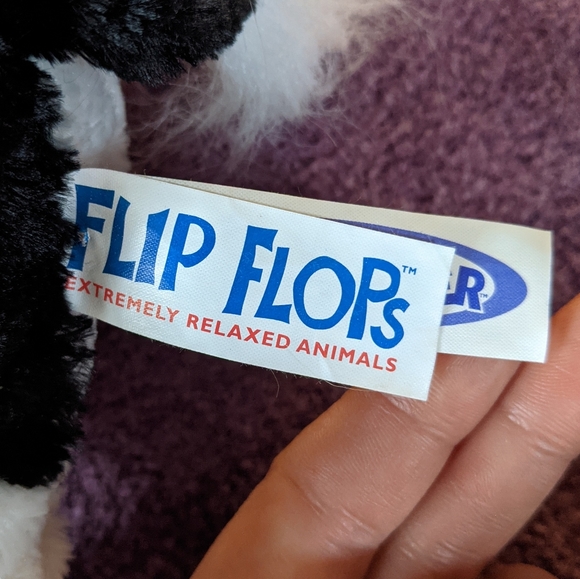 FLIP FLOPS™
EXTREMELY RELAXED ANIMALS